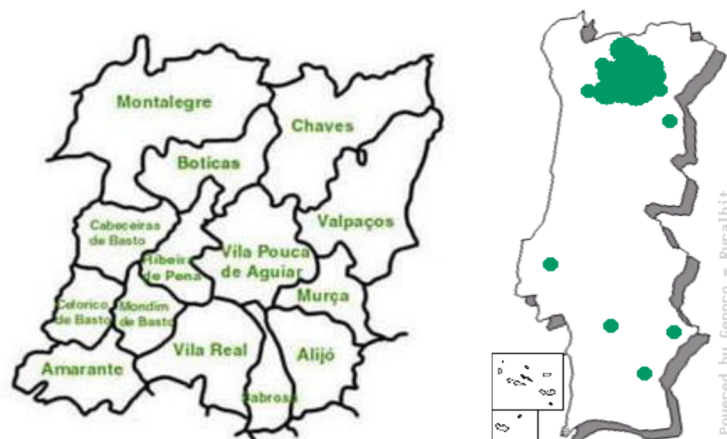 Montalegre
Chaves
Boticas
Cabeceiras
de Basto
Valpaços
Ribeira
de Pena
Vila Pouca
de Aguiar
Murça
Celorico
de Basto
Mondim
de Basto
Vila Real
Alijó
Amarante
Sabrosa
Powered by Genpro - Ruralbit